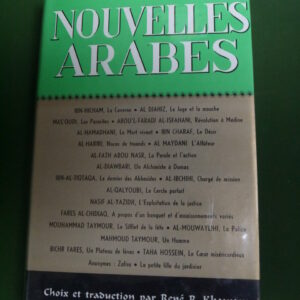 NOUVELLES
ARABES
IBN-HICHAM, La Caverne • AL DJAHIZ, Le Juge et la mouche
MAS'OUDI, Les Parasites • ABOU'L-FARADJ AL-ISFAHANI, Révolution à Médine
AL-HAMADHANI, Le Mort vivant • IBN CHARAF, Le Désir
AL HARIRI, Noces de truands • AL MAYDANI, L'Affûteur
AL-FATH ABOU NASR, La Parole et l'action
AL-DJAWBARI, Un Alchimiste à Damas
IBN-AL-TIQTAQA, Le dernier des Abbassides • AL-IBCHIHI, Chargé de mission
AL-QALYOUBI, Le Cercle parfait
NASIF AL-YAZIDJI, L'Exploitation de la justice
FARES AL-CHIDIAQ, A propos d'un banquet et d'assaisonnements variés
MOUHAMMAD TAYMOUR, Le Sifflet de la fête • AL-MOUWAYLIHI, La Police
MAHMOUD TAYMOUR, Un Homme
BICHR FARES, Un Plateau de fèves • TAHA HOSSEIN, Le Cœur miséricordieux
Anonymes : Zohra • La petite fille du jardinier
Choix et traduction par René R. Khawam